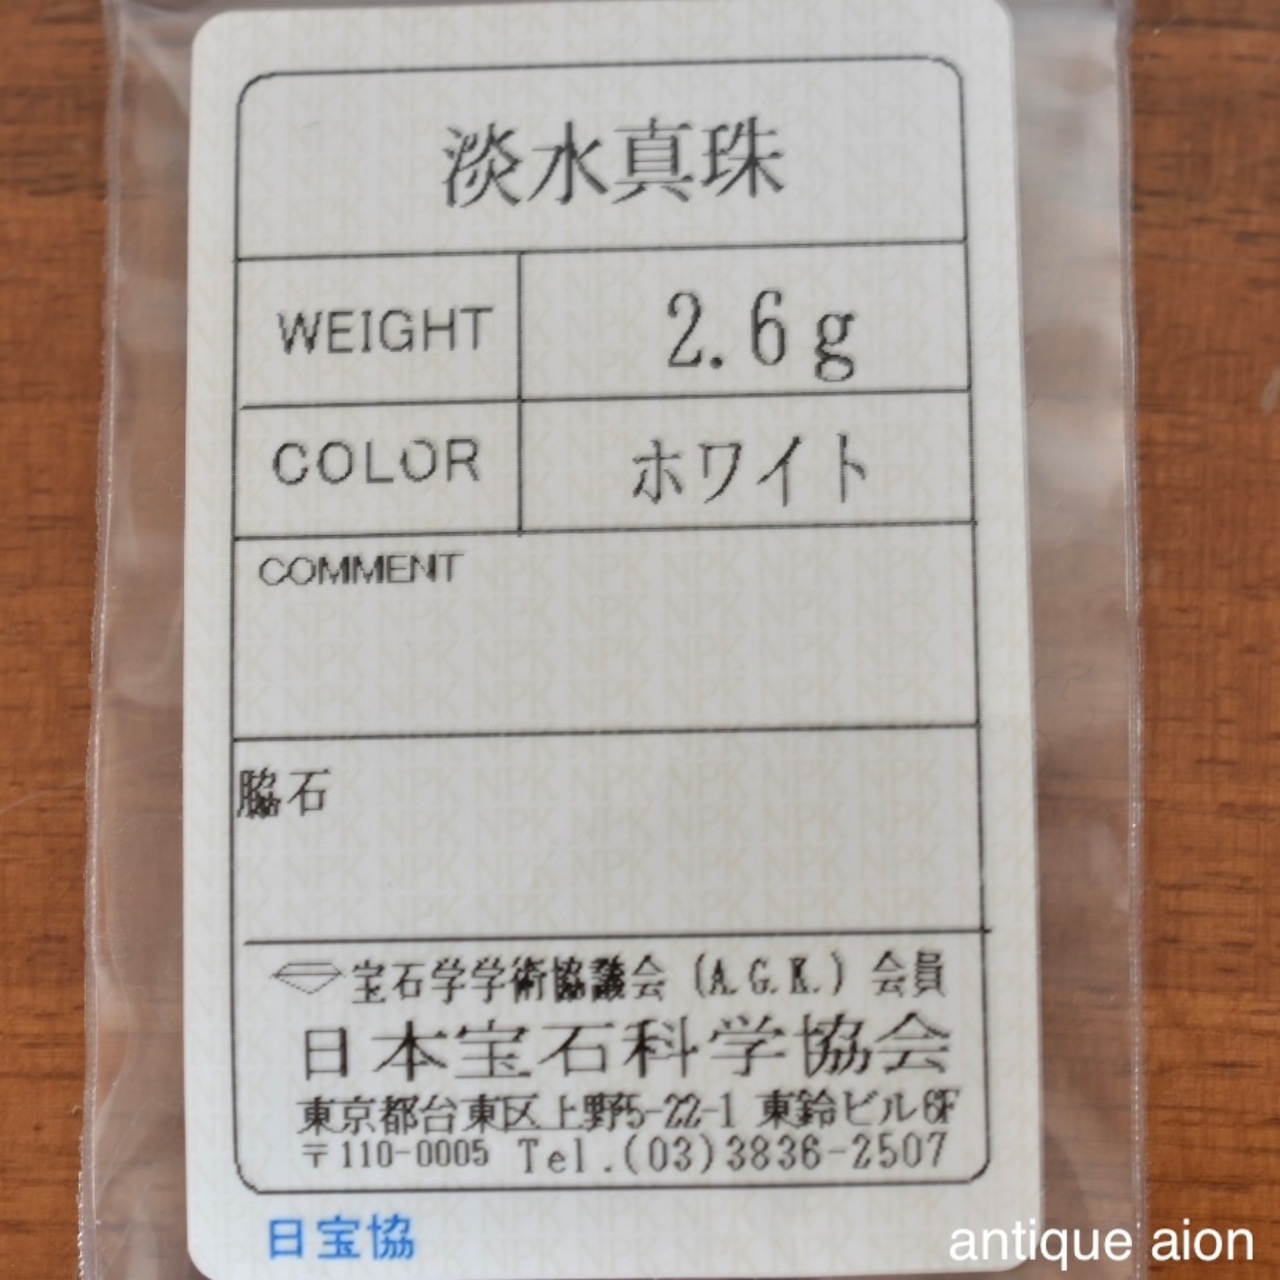 淡水真珠
WEIGHT 2.6g
COLOR ホワイト
COMMENT
脇石
宝石学学術協議会 (A.G.K.) 会員
日本宝石科学協会
東京都台東区上野5-22-1 東鈴ビル6F
〒110-0005 Tel.(03)3836-2507
日宝協
antique aion